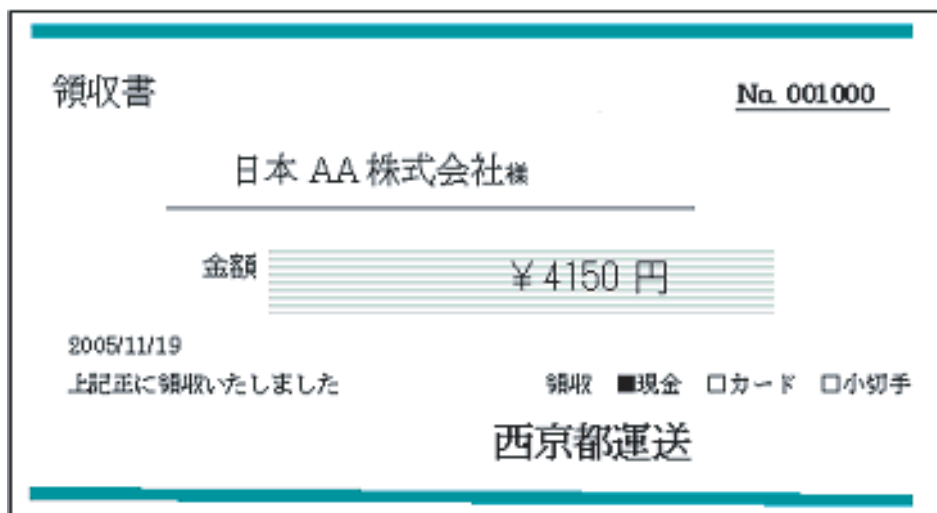 領収書
No. 001000
日本 AA 株式会社様
金額 ¥4150 円
2005/11/19
上記正に領収いたしました
領収 ■現金 □カード □小切手
西京都運送